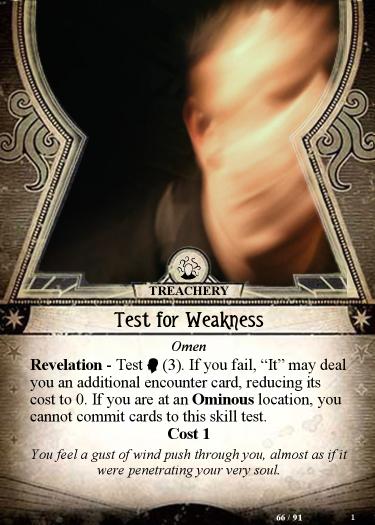 TREACHERY
Test for Weakness
Omen
Revelation - Test (3). If you fail, “It” may deal
you an additional encounter card, reducing its
cost to 0. If you are at an Ominous location, you
cannot commit cards to this skill test.
Cost 1
You feel a gust of wind push through you, almost as if it
were penetrating your very soul.
66 / 91 1